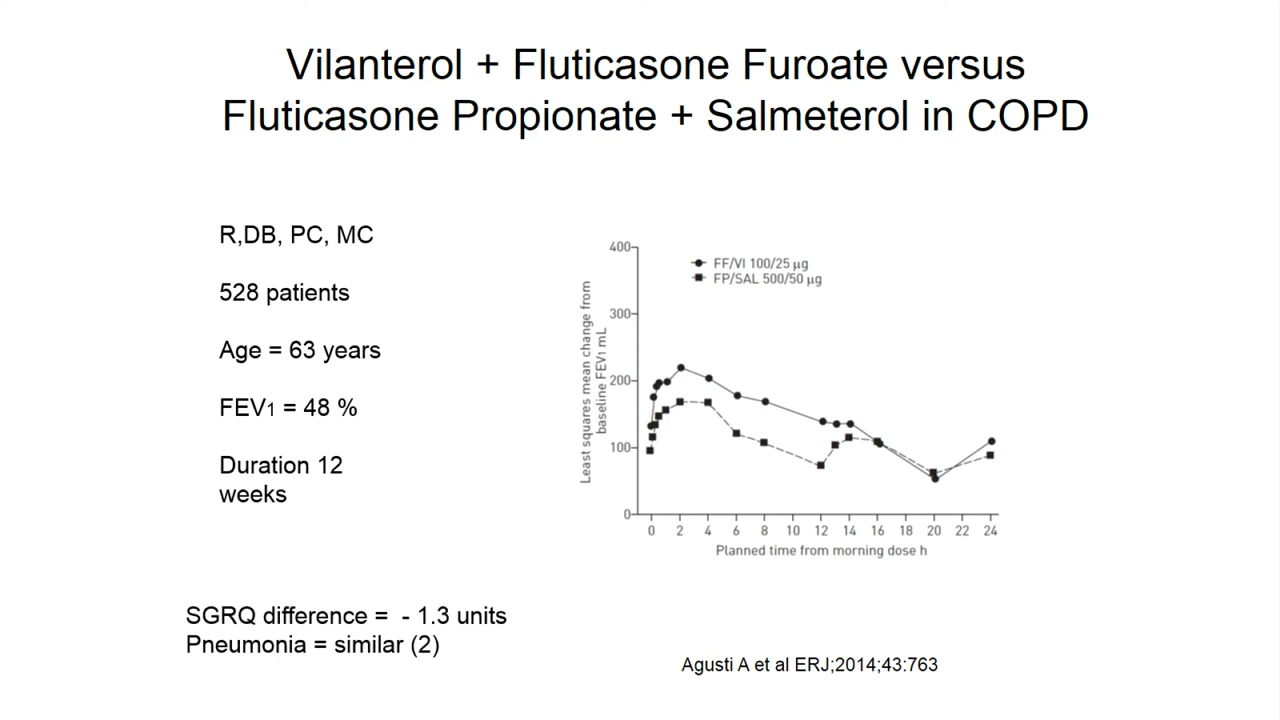 Vilanterol + Fluticasone Furoate versus
Fluticasone Propionate + Salmeterol in COPD
R,DB, PC, MC
528 patients
Age = 63 years
FEV1 = 48 %
Duration 12
weeks
SGRQ difference =  - 1.3 units
Pneumonia = similar (2)
400
300
200
100
0
Least squares mean change from
baseline FEV1 mL
FF/VI 100/25 µg
FP/SAL 500/50 µg
0 2 4 6 8 10 12 14 16 18 20 22 24
Planned time from morning dose h
Agusti A et al ERJ;2014;43:763